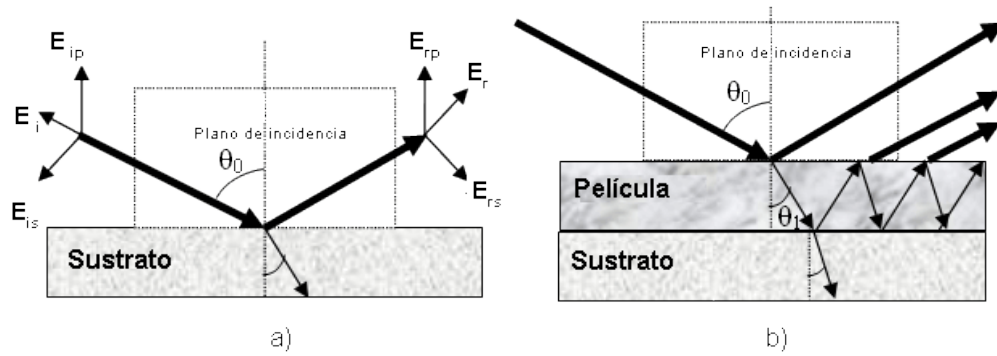 E ip
E i
E is
E rp
E r
E rs
Plano de incidencia
θ0
Sustrato
a)
Plano de incidencia
θ0
Película
θ1
Sustrato
b)